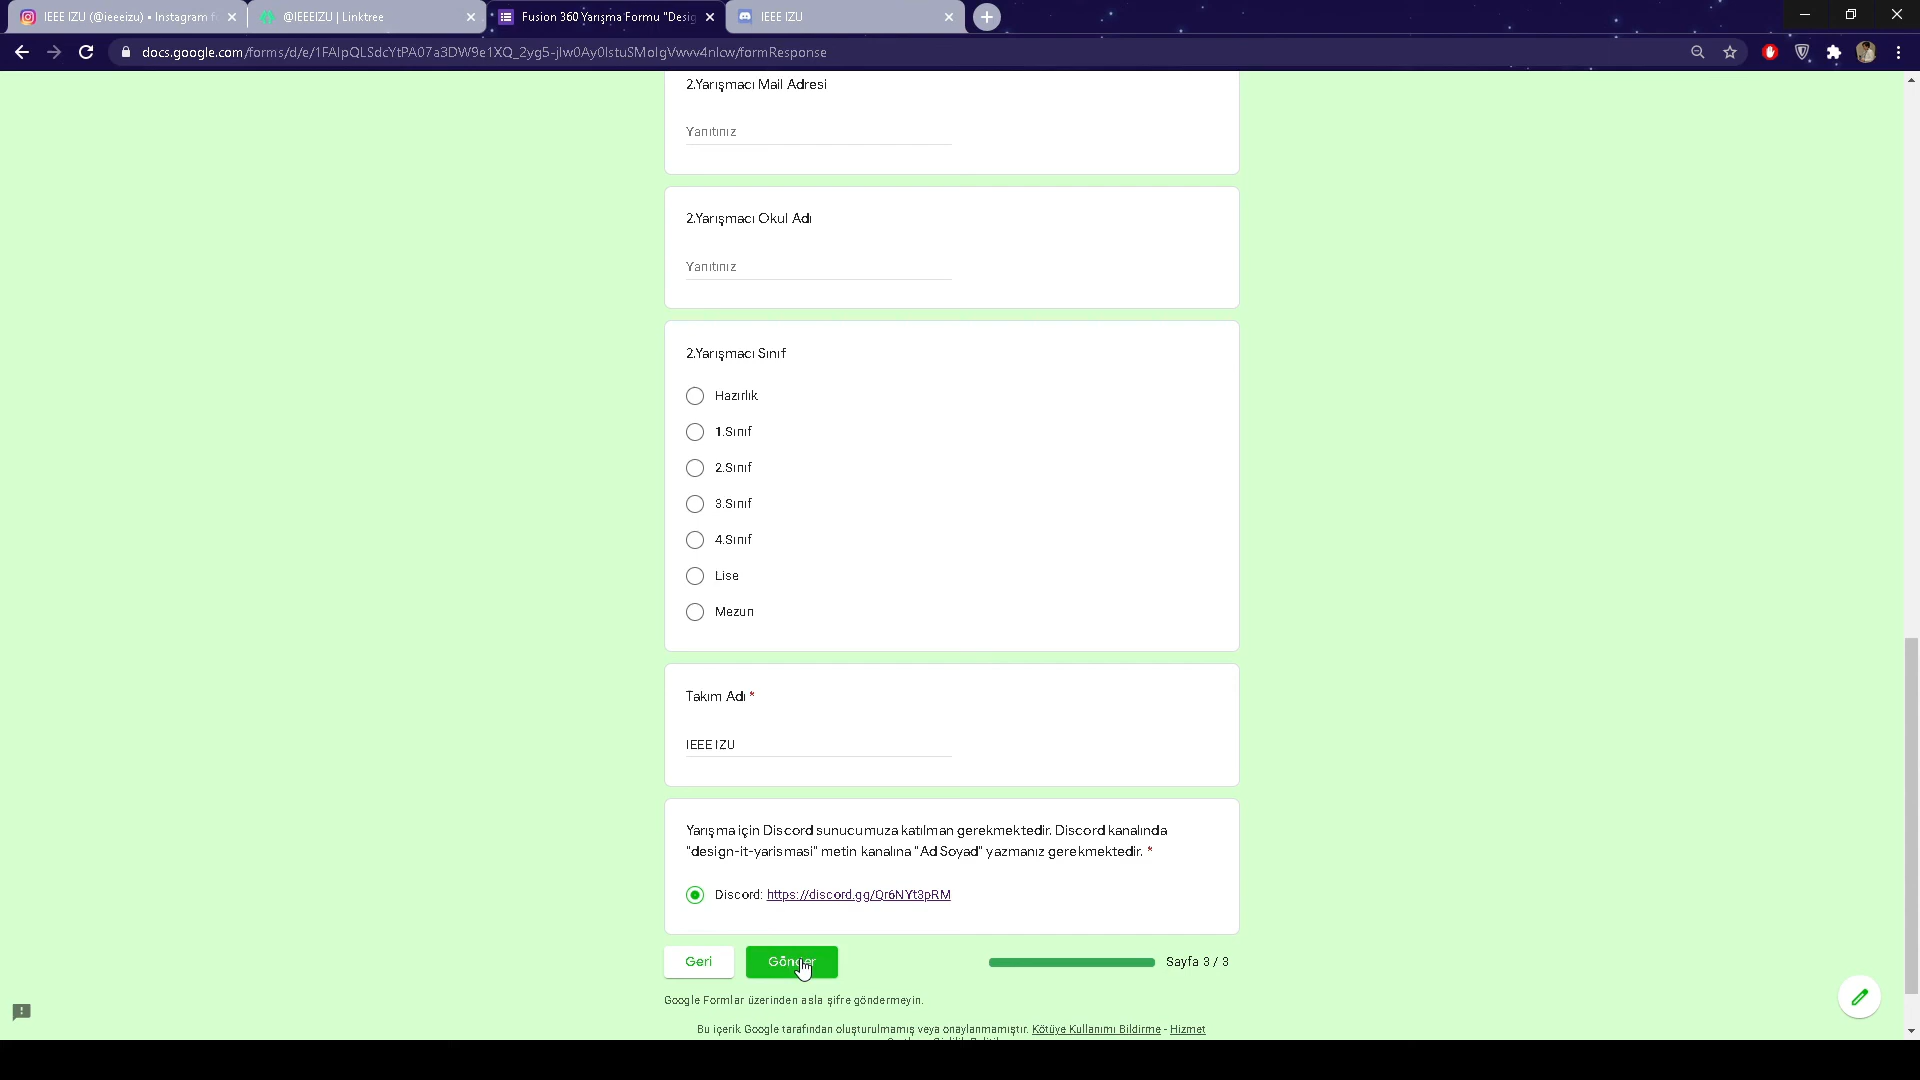 IEEE IZU (@ieeeizu) • Instagram f
@IEEEIZU | Linktree
Fusion 360 Yarışma Formu "Desig
IEEE IZU
docs.google.com/forms/d/e/1FAIpQLSdcYtPA07a3DW9e1XQ_2yg5-jlw0Ay0lstuSMolgVwvv4nlcw/formResponse
2.Yarışmacı Mail Adresi
Yanıtınız
2.Yarışmacı Okul Adı
Yanıtınız
2.Yarışmacı Sınıf
Hazırlık
1.Sınıf
2.Sınıf
3.Sınıf
4.Sınıf
Lise
Mezun
Takım Adı *
IEEE IZU
Yarışma için Discord sunucumuza katılman gerekmektedir. Discord kanalında
"design-it-yarismasi" metin kanalına "Ad Soyad" yazmanız gerekmektedir. *
Discord: https://discord.gg/Qr6NYt3pRM
Geri
Gönder
Sayfa 3 / 3
Google Formlar üzerinden asla şifre göndermeyin.
Bu içerik Google tarafından oluşturulmamış veya onaylanmamıştır. Kötüye Kullanımı Bildirme - Hizmet